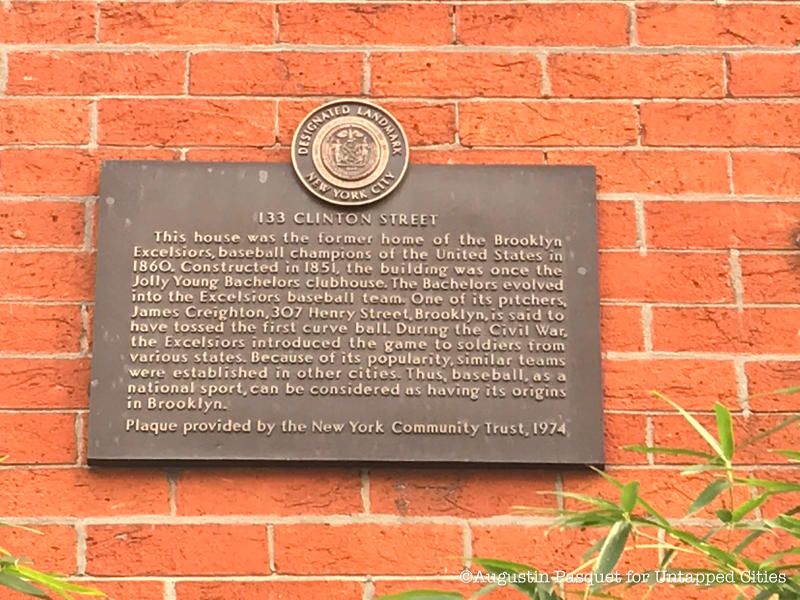 DESIGNATED LANDMARK
NEW YORK CITY
133 CLINTON STREET
This house was the former home of the Brooklyn
Excelsiors, baseball champions of the United States in
1860. Constructed in 1851, the building was once the
Jolly Young Bachelors clubhouse. The Bachelors evolved
into the Excelsiors baseball team. One of its pitchers,
James Creighton, 307 Henry Street, Brooklyn, is said to
have tossed the first curve ball. During the Civil War,
the Excelsiors introduced the game to soldiers from
various states. Because of its popularity, similar teams
were established in other cities. Thus, baseball, as a
national sport, can be considered as having its origins
in Brooklyn.
Plaque provided by the New York Community Trust, 1974
©Augustin Pasquet for Untapped Cities